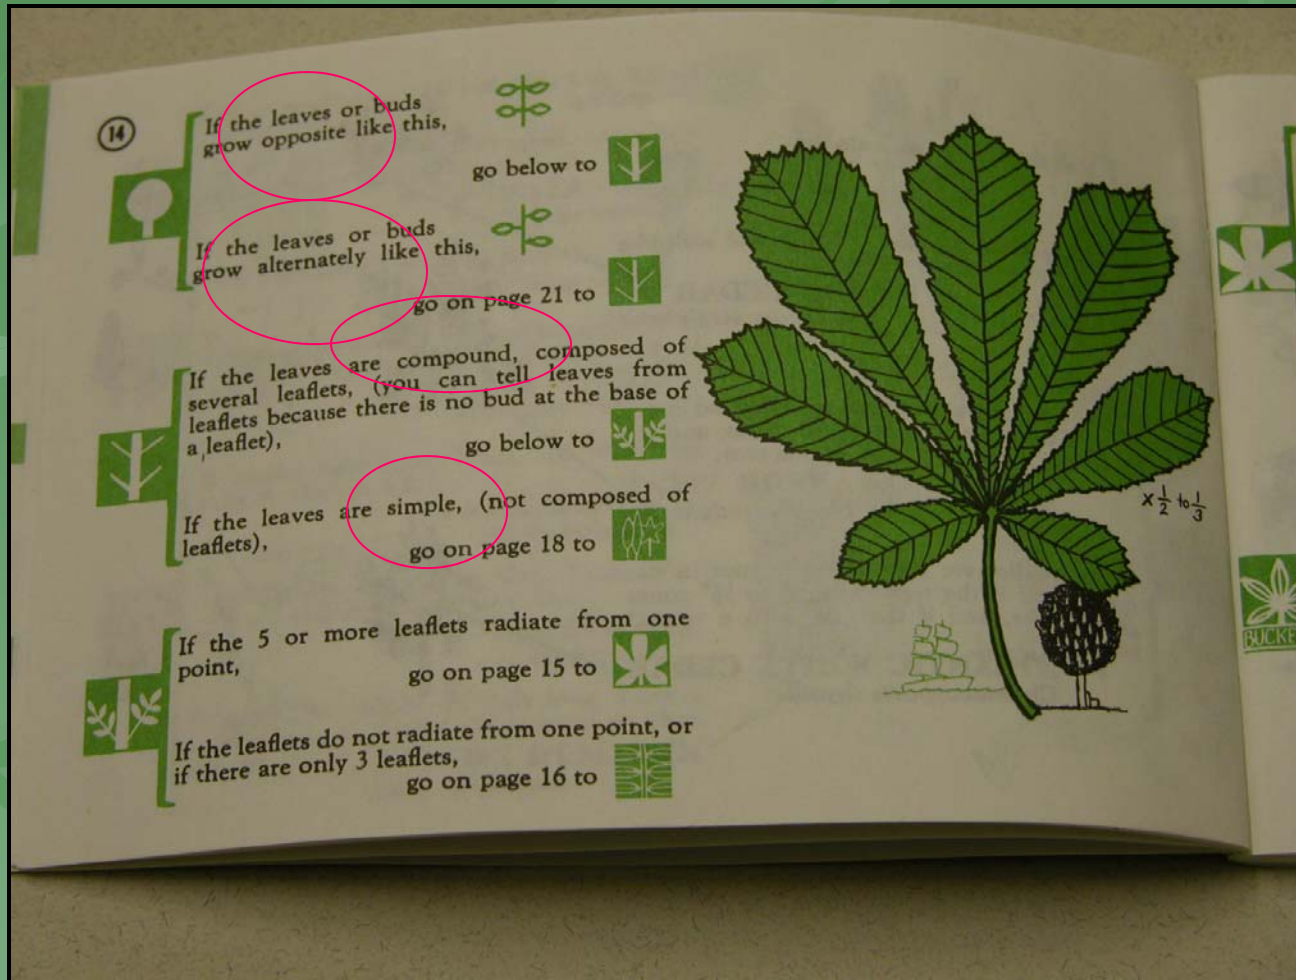 14
If the leaves or buds
grow opposite like this,
go below to
If the leaves or buds
grow alternately like this,
go on page 21 to
If the leaves are compound, composed of
several leaflets, (you can tell leaves from
leaflets because there is no bud at the base of
a leaflet),
go below to
If the leaves are simple, (not composed of
leaflets),
go on page 18 to
If the 5 or more leaflets radiate from one
point,
go on page 15 to
If the leaflets do not radiate from one point, or
if there are only 3 leaflets,
go on page 16 to
x 1/2 to 1/3
BUCKE